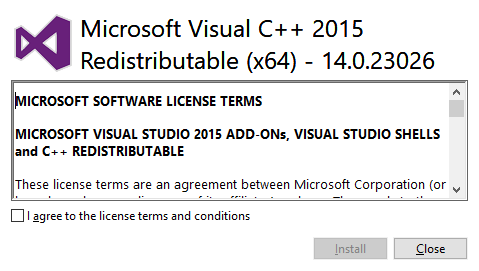 Microsoft Visual C++ 2015
Redistributable (x64) - 14.0.23026
MICROSOFT SOFTWARE LICENSE TERMS
MICROSOFT VISUAL STUDIO 2015 ADD-ONs, VISUAL STUDIO SHELLS
and C++ REDISTRIBUTABLE
These license terms are an agreement between Microsoft Corporation (or
I agree to the license terms and conditions
Install
Close